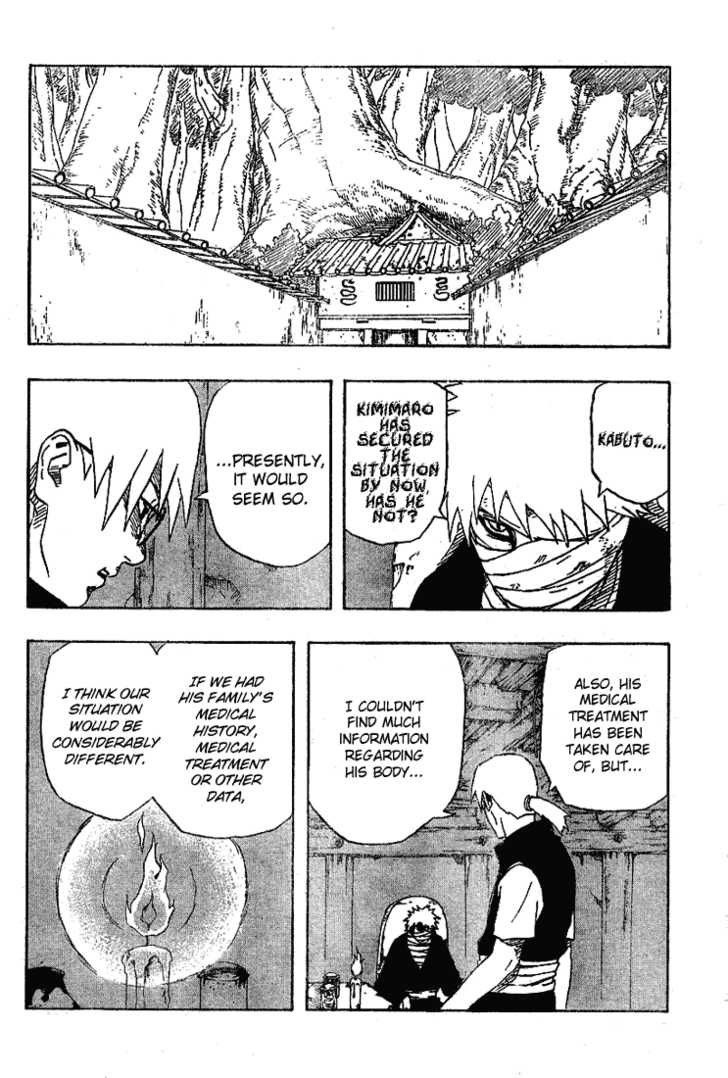 KABUTO...
KIMIMARO
HAS
SECURED
THE
SITUATION
BY NOW,
HAS HE
NOT?
...PRESENTLY,
IT WOULD
SEEM SO.
ALSO, HIS
MEDICAL
TREATMENT
HAS BEEN
TAKEN CARE
OF, BUT...
I COULDN'T
FIND MUCH
INFORMATION
REGARDING
HIS BODY...
IF WE HAD
HIS FAMILY'S
MEDICAL
HISTORY,
MEDICAL
TREATMENT
OR OTHER
DATA,
I THINK OUR
SITUATION
WOULD BE
CONSIDERABLY
DIFFERENT.